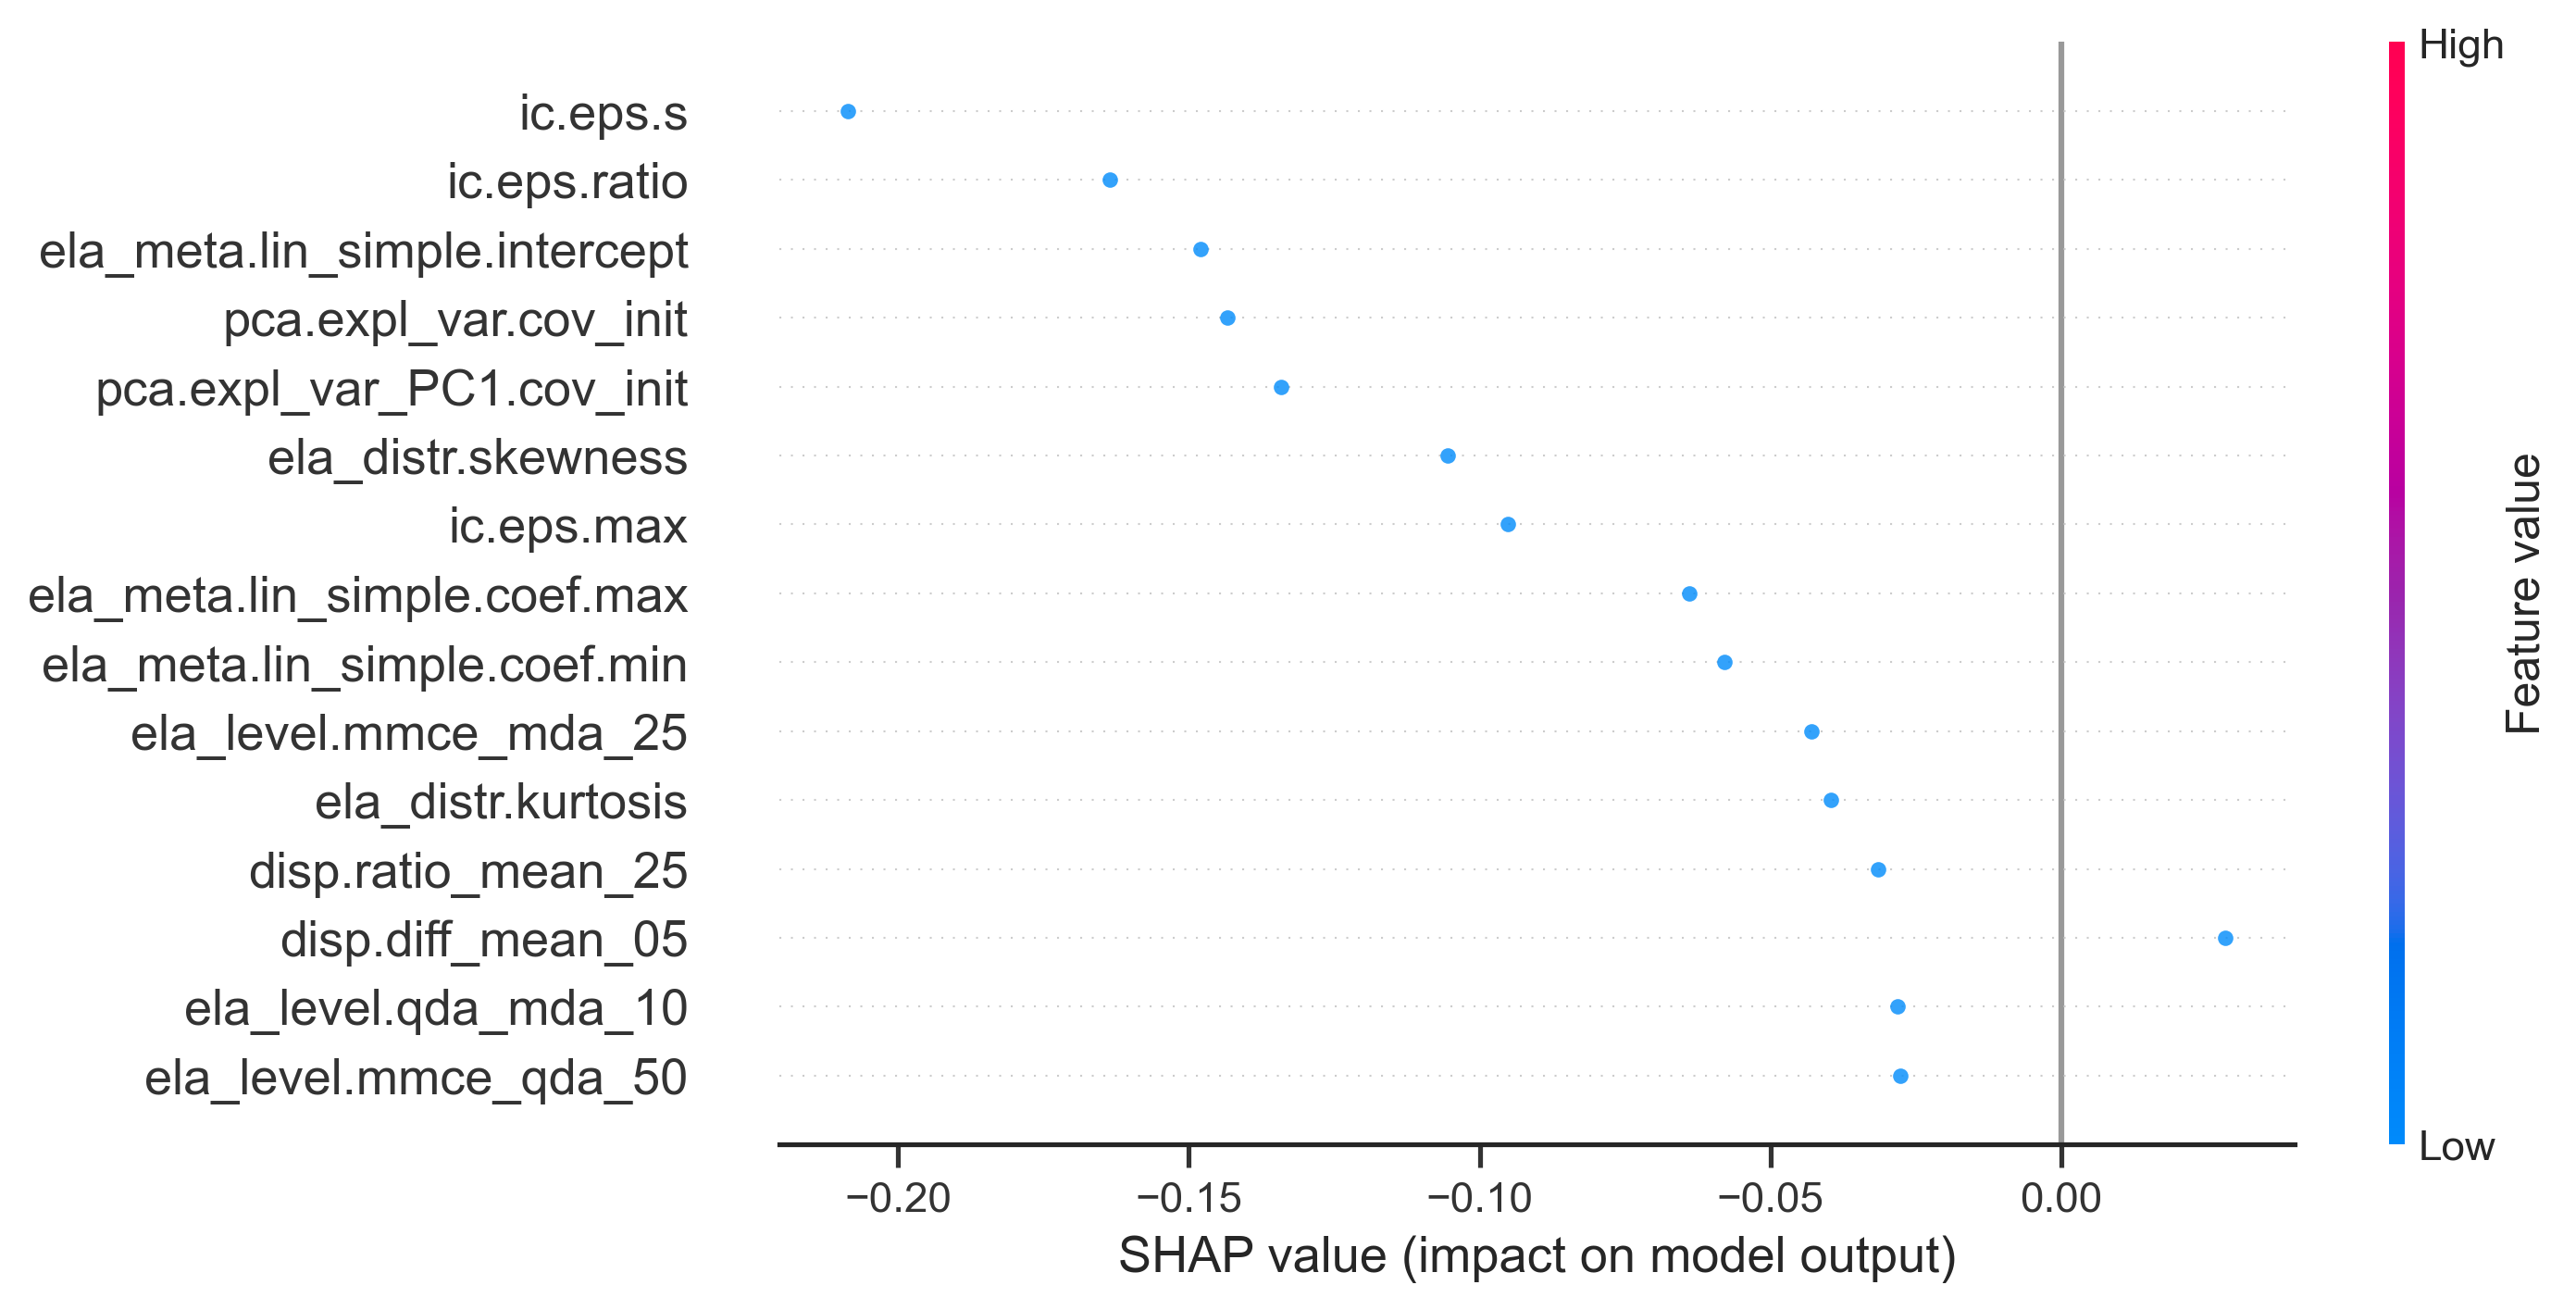 High
ic.eps.s
ic.eps.ratio
ela_meta.lin_simple.intercept
pca.expl_var.cov_init
pca.expl_var_PC1.cov_init
ela_distr.skewness
ic.eps.max
ela_meta.lin_simple.coef.max
ela_meta.lin_simple.coef.min
ela_level.mmce_mda_25
ela_distr.kurtosis
disp.ratio_mean_25
disp.diff_mean_05
ela_level.qda_mda_10
ela_level.mmce_qda_50
Feature value
Low
−0.20 −0.15 −0.10 −0.05 0.00
SHAP value (impact on model output)